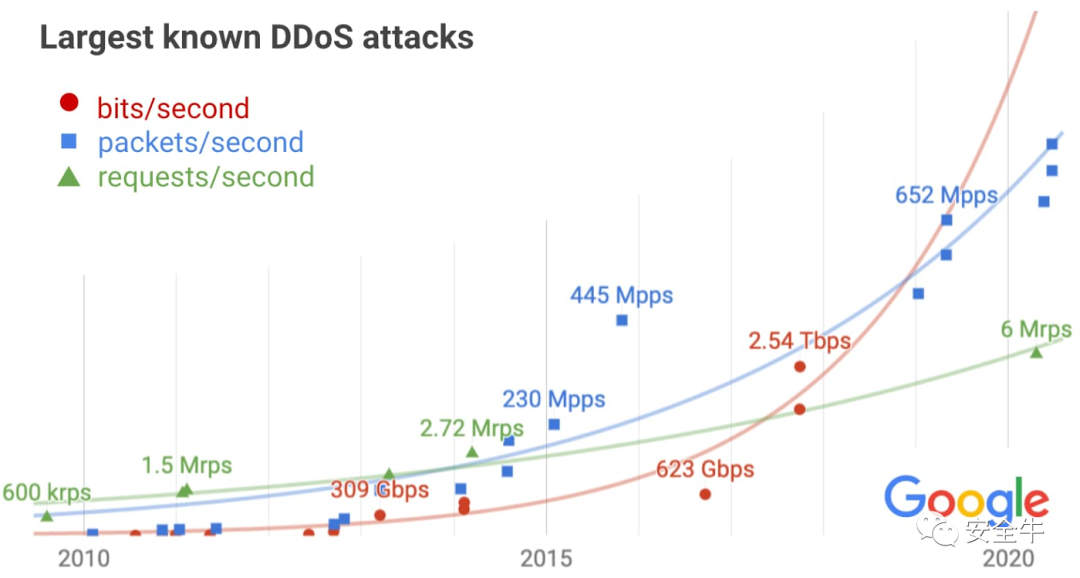 Largest known DDoS attacks
bits/second
packets/second
requests/second
652 Mpps
445 Mpps
6 Mrps
2.54 Tbps
230 Mpps
2.72 Mrps
1.5 Mrps
623 Gbps
309 Gbps
600 krps
Google
安全牛
2010 2015 2020